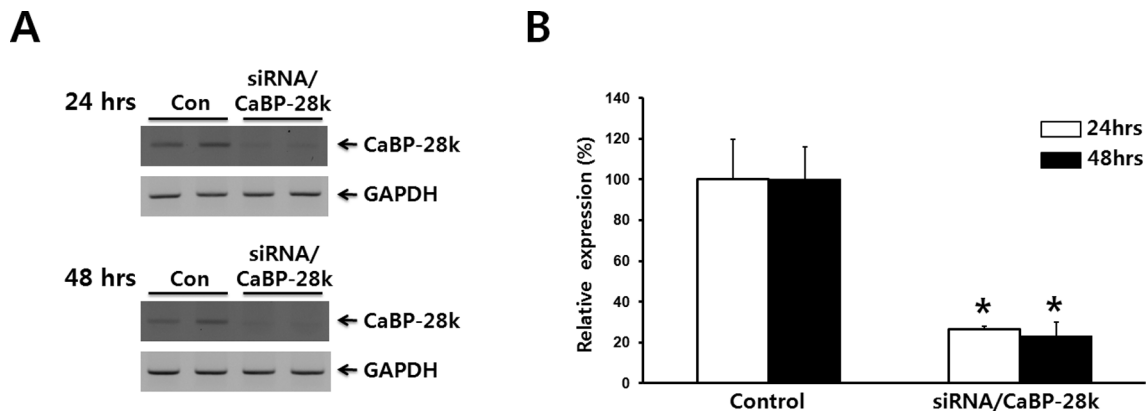 A
24 hrs
Con
siRNA/
CaBP-28k
CaBP-28k
GAPDH
48 hrs
Con
siRNA/
CaBP-28k
CaBP-28k
GAPDH
B
Relative expression (%)
140
120
100
80
60
40
20
0
24hrs
48hrs
*
*
Control
siRNA/CaBP-28k